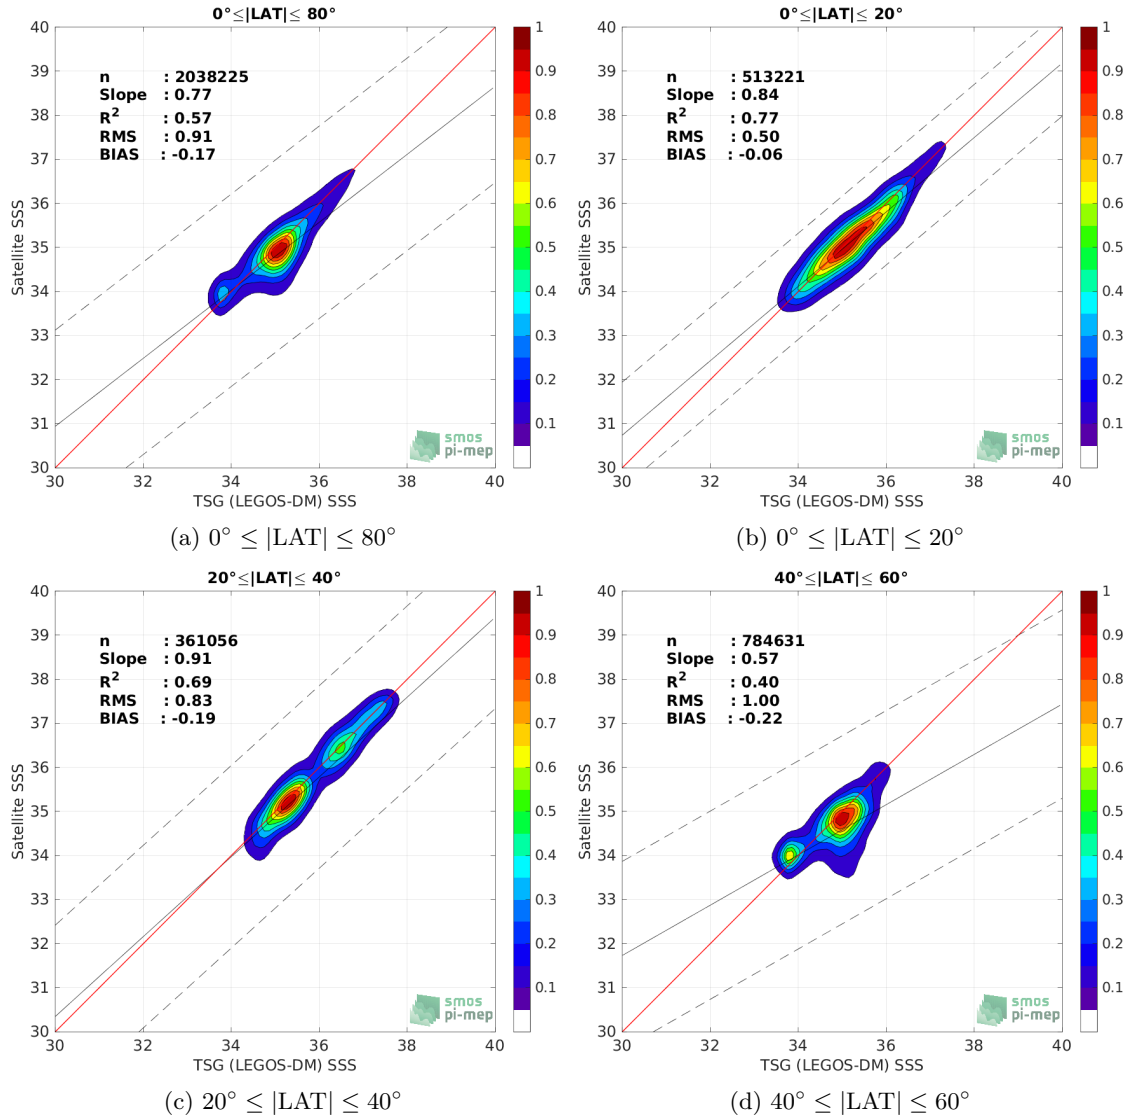 0°≤|LAT|≤ 80°
n : 2038225
Slope : 0.77
R² : 0.57
RMS : 0.91
BIAS : -0.17
40
39
38
37
36
35
34
33
32
31
30
30 32 34 36 38 40
Satellite SSS
TSG (LEGOS-DM) SSS
1
0.9
0.8
0.7
0.6
0.5
0.4
0.3
0.2
0.1
smos
pi-mep
(a) 0° ≤ |LAT| ≤ 80°
0°≤|LAT|≤ 20°
n : 513221
Slope : 0.84
R² : 0.77
RMS : 0.50
BIAS : -0.06
40
39
38
37
36
35
34
33
32
31
30
30 32 34 36 38 40
Satellite SSS
TSG (LEGOS-DM) SSS
1
0.9
0.8
0.7
0.6
0.5
0.4
0.3
0.2
0.1
smos
pi-mep
(b) 0° ≤ |LAT| ≤ 20°
20°≤|LAT|≤ 40°
n : 361056
Slope : 0.91
R² : 0.69
RMS : 0.83
BIAS : -0.19
40
39
38
37
36
35
34
33
32
31
30
30 32 34 36 38 40
Satellite SSS
TSG (LEGOS-DM) SSS
1
0.9
0.8
0.7
0.6
0.5
0.4
0.3
0.2
0.1
smos
pi-mep
(c) 20° ≤ |LAT| ≤ 40°
40°≤|LAT|≤ 60°
n : 784631
Slope : 0.57
R² : 0.40
RMS : 1.00
BIAS : -0.22
40
39
38
37
36
35
34
33
32
31
30
30 32 34 36 38 40
Satellite SSS
TSG (LEGOS-DM) SSS
1
0.9
0.8
0.7
0.6
0.5
0.4
0.3
0.2
0.1
smos
pi-mep
(d) 40° ≤ |LAT| ≤ 60°